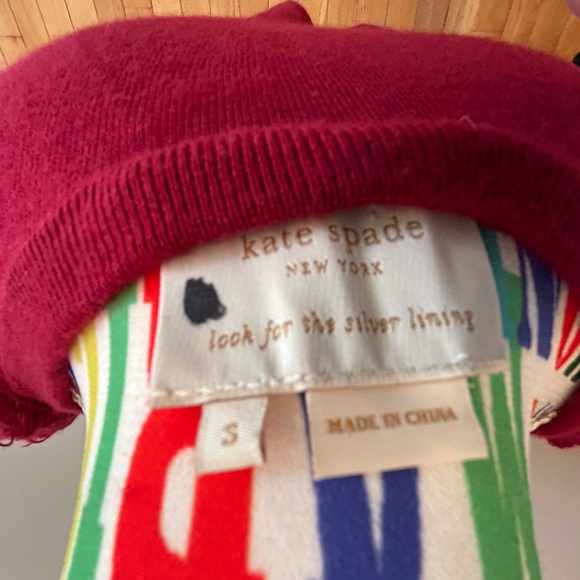 kate spade
NEW YORK
look for the silver lining
S
MADE IN CHINA